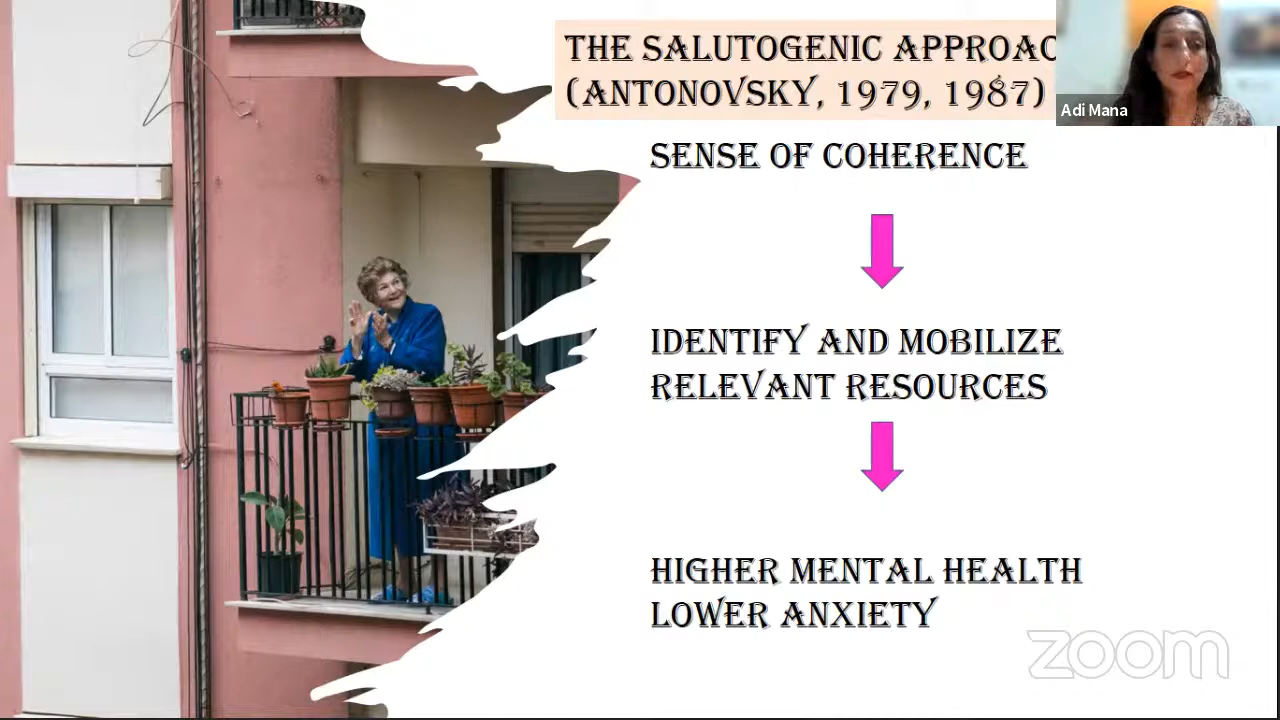 THE SALUTOGENIC APPROAC
(ANTONOVSKY, 1979, 1987)
Adi Mana
SENSE OF COHERENCE
IDENTIFY AND MOBILIZE
RELEVANT RESOURCES
HIGHER MENTAL HEALTH
LOWER ANXIETY
zoom